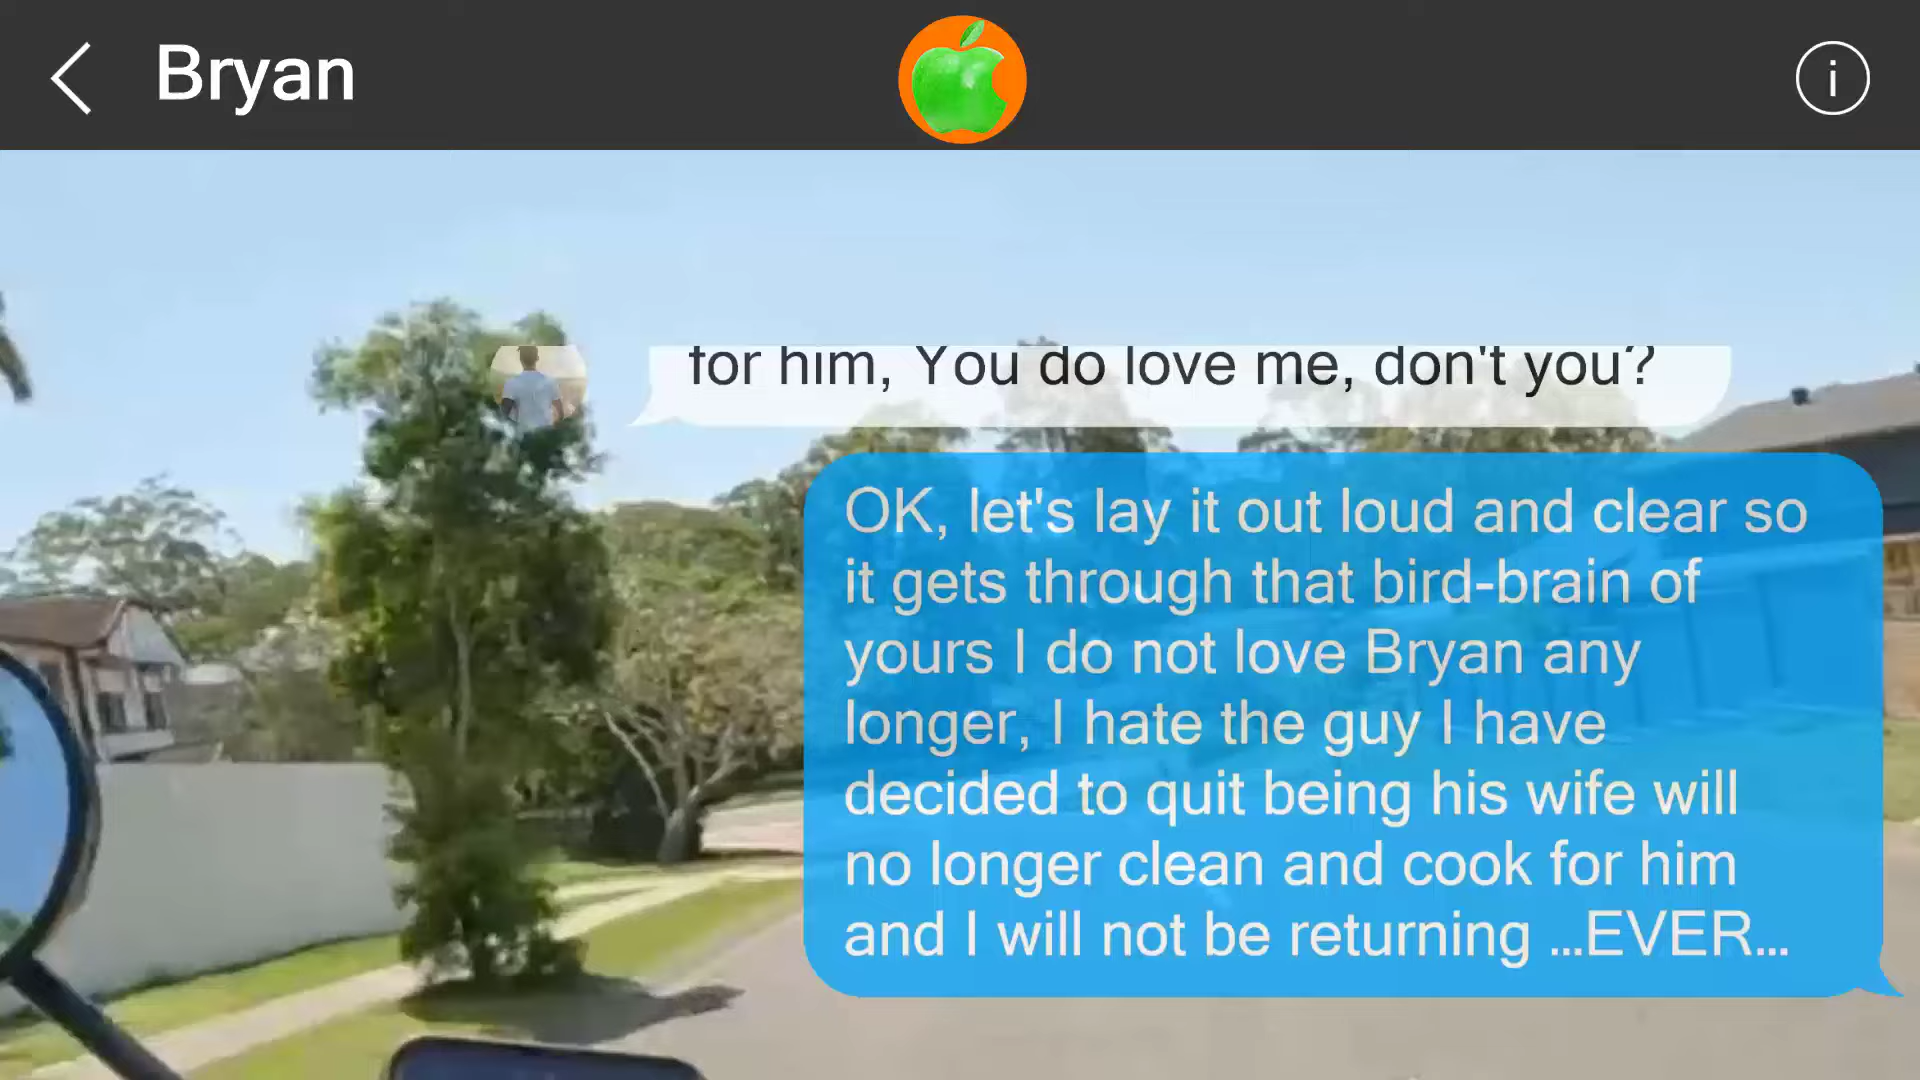 Bryan
i
for him, You do love me, don't you?
OK, let's lay it out loud and clear so
it gets through that bird-brain of
yours I do not love Bryan any
longer, I hate the guy I have
decided to quit being his wife will
no longer clean and cook for him
and I will not be returning ...EVER...